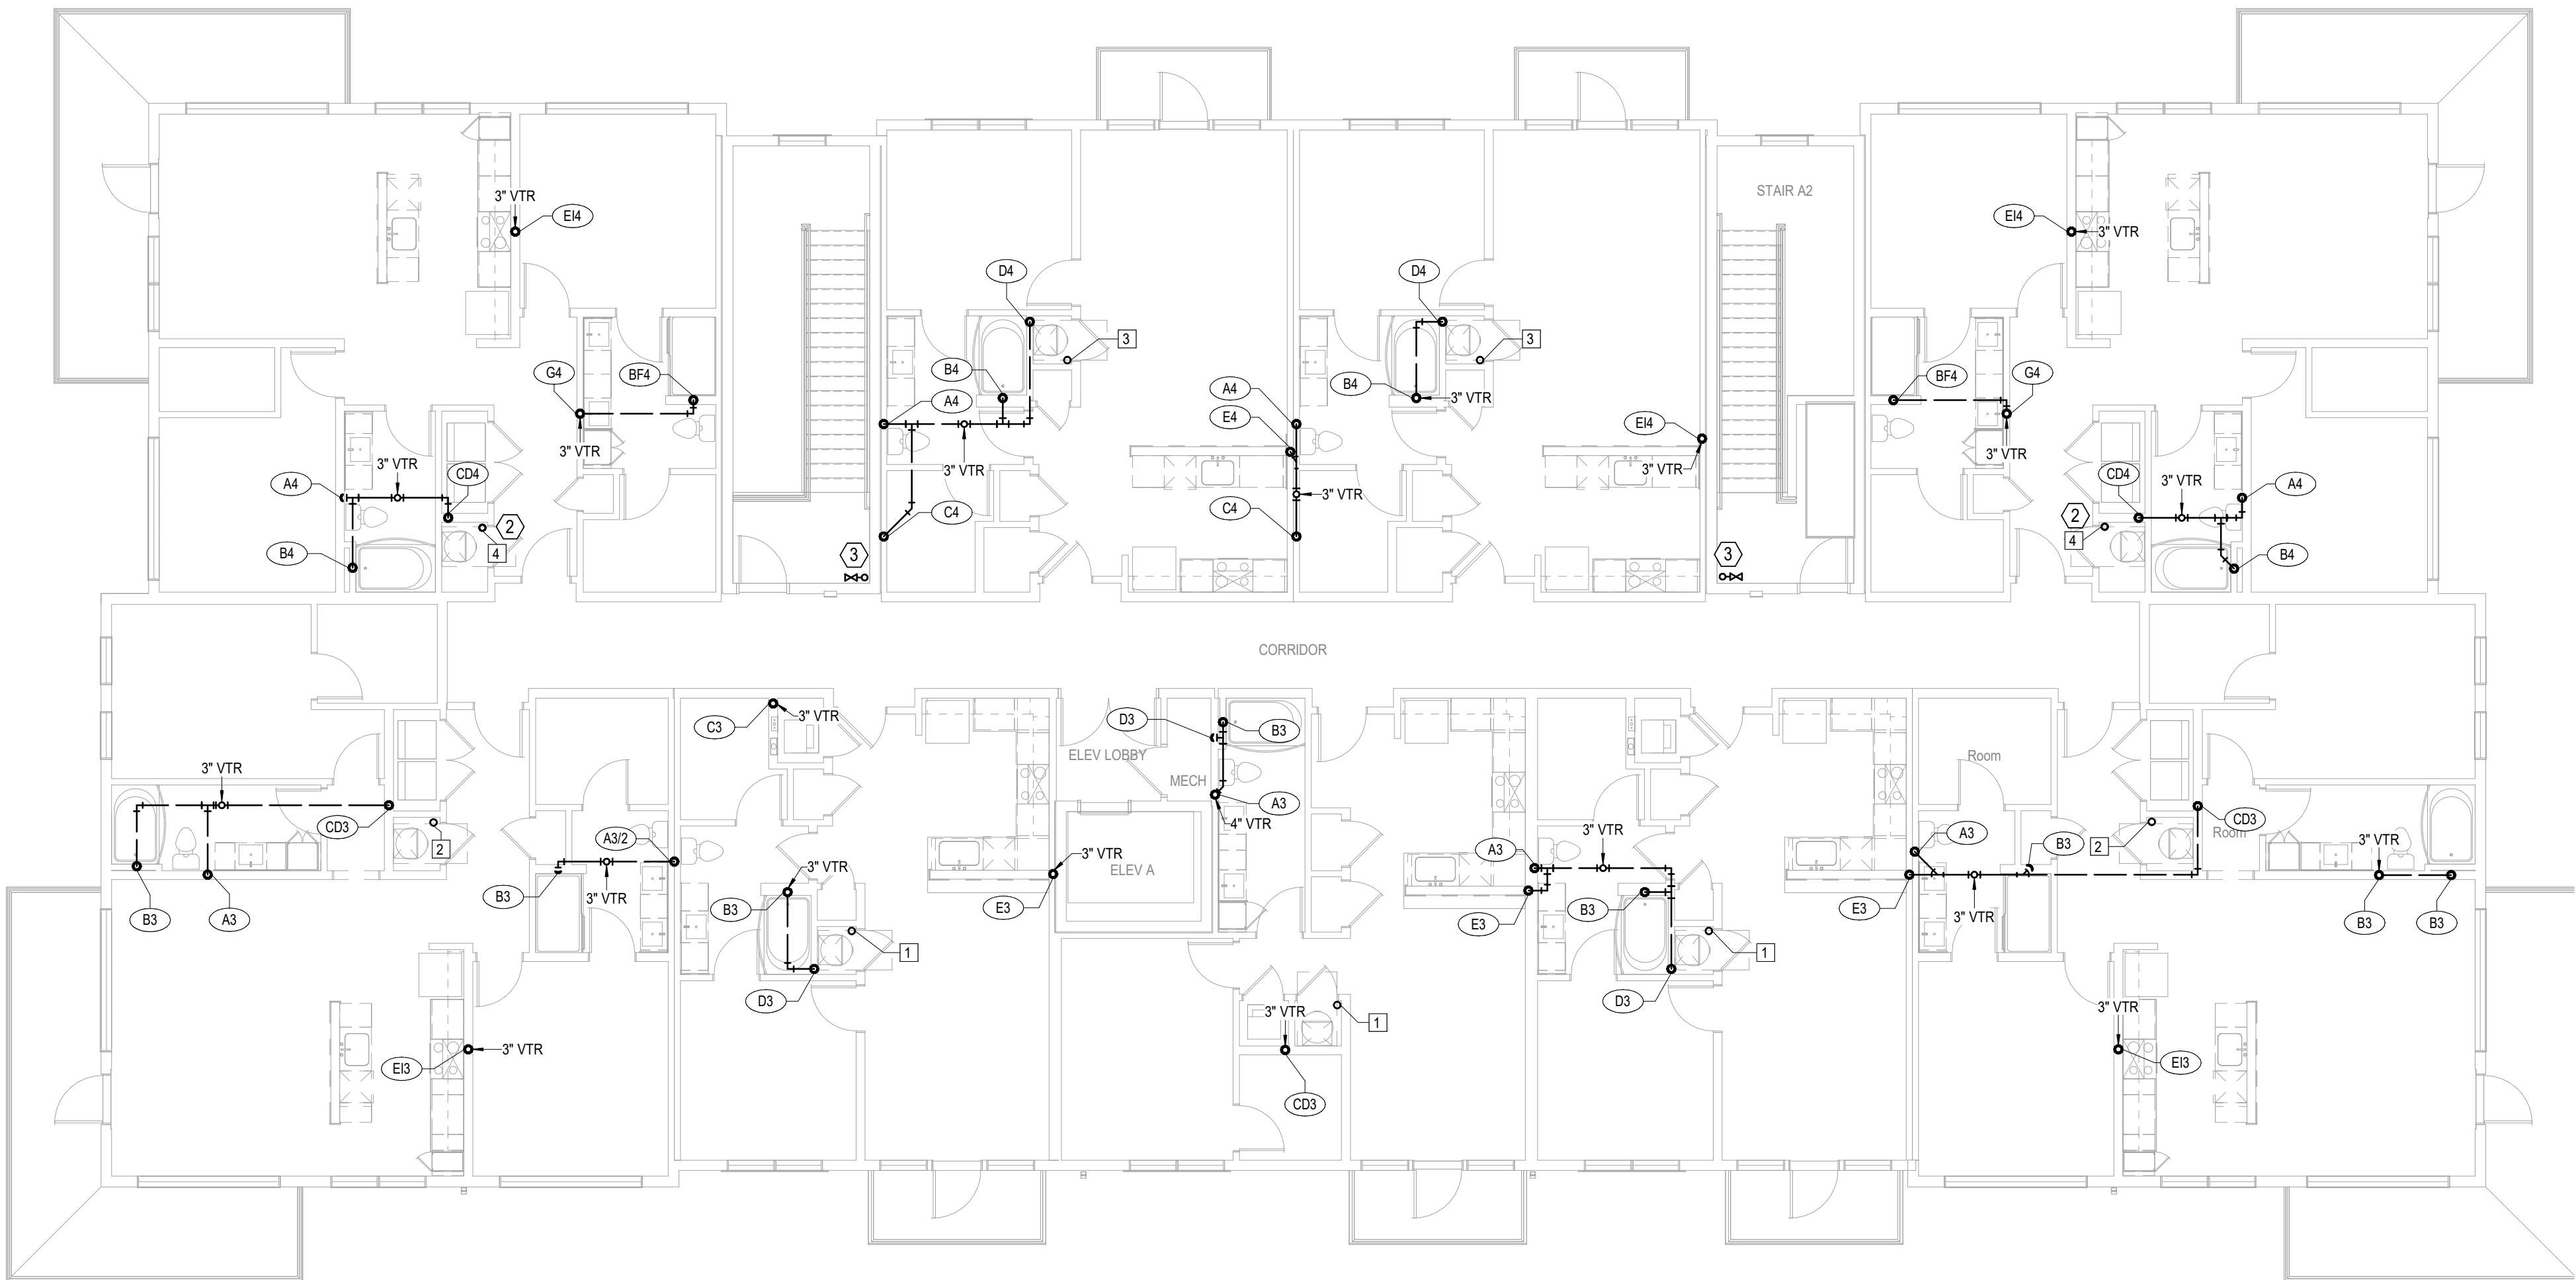 3" VTR
EI4
STAIR A2
EI4
3" VTR
D4
D4
3
3
G4
BF4
B4
B4
3" VTR
BF4
G4
A4
A4
E4
EI4
3" VTR
3" VTR
3" VTR
3" VTR
3" VTR
3" VTR
3" VTR
A4
CD4
3" VTR
CD4
A4
C4
C4
2
4
B4
3
3
2
4
B4
CORRIDOR
C3
3" VTR
D3
B3
ELEV LOBBY
MECH
Room
3" VTR
A3
4" VTR
CD3
A3/2
2
3" VTR
A3
3" VTR
A3
B3
2
CD3
Room
3" VTR
3" VTR
ELEV A
B3
A3
B3
3" VTR
B3
E3
E3
B3
E3
3" VTR
B3
B3
1
1
D3
D3
3" VTR
1
3" VTR
3" VTR
EI3
EI3
CD3